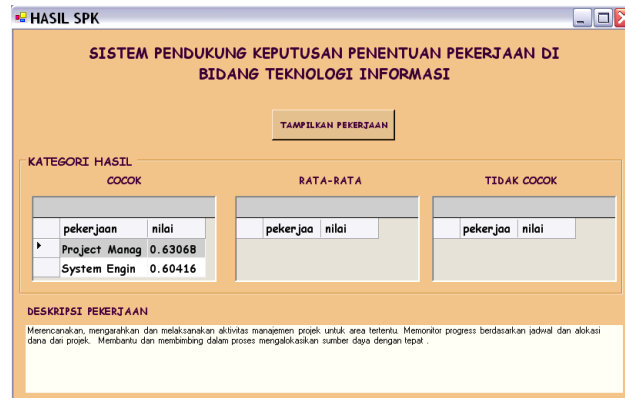 HASIL SPK
SISTEM PENDUKUNG KEPUTUSAN PENENTUAN PEKERJAAN DI
BIDANG TEKNOLOGI INFORMASI
TAMPILKAN PEKERJAAN
KATEGORI HASIL
COCOK
RATA-RATA
TIDAK COCOK
pekerjaan nilai
pekerjaa nilai
pekerjaa nilai
Project Manag 0.63068
System Engin 0.60416
DESKRIPSI PEKERJAAN
Merencanakan, mengarahkan dan melaksanakan aktivitas manajemen projek untuk area tertentu. Memonitor progress berdasarkan jadwal dan alokasi
dana dari projek. Membantu dan membimbing dalam proses mengalokasikan sumber daya dengan tepat .